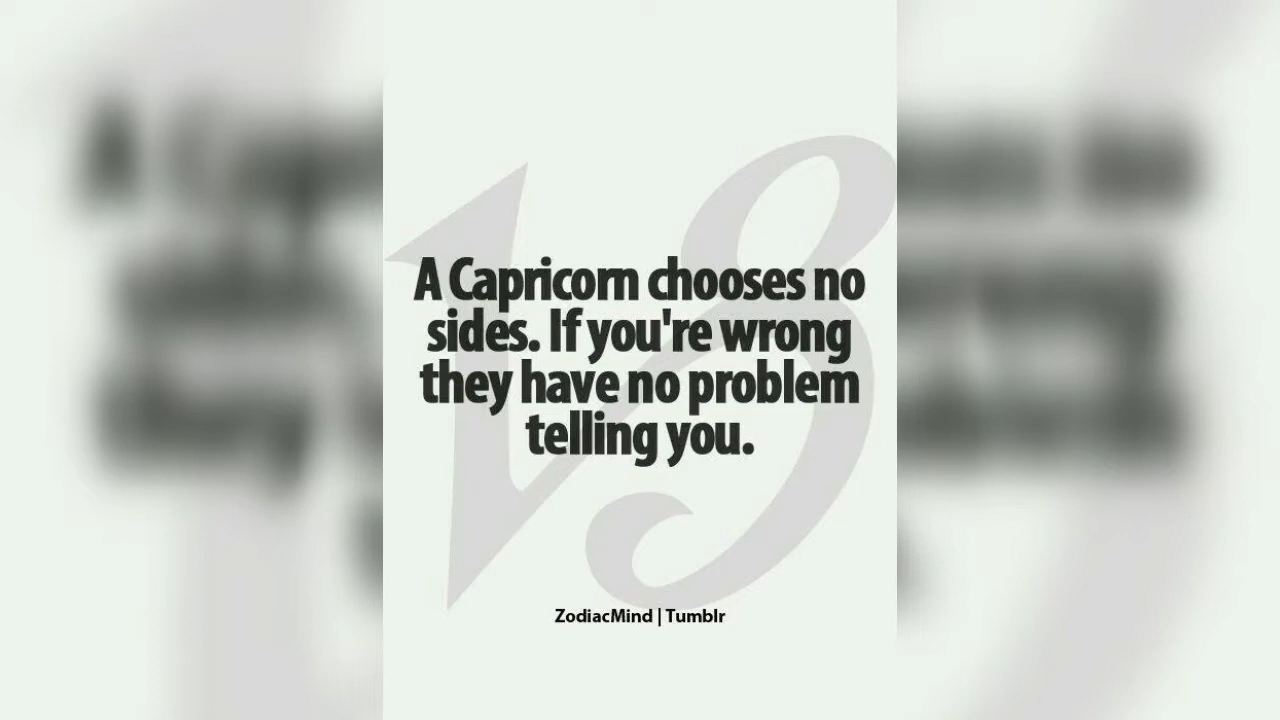 A Capricorn chooses no
sides. If you're wrong
they have no problem
telling you.
ZodiacMind | Tumblr